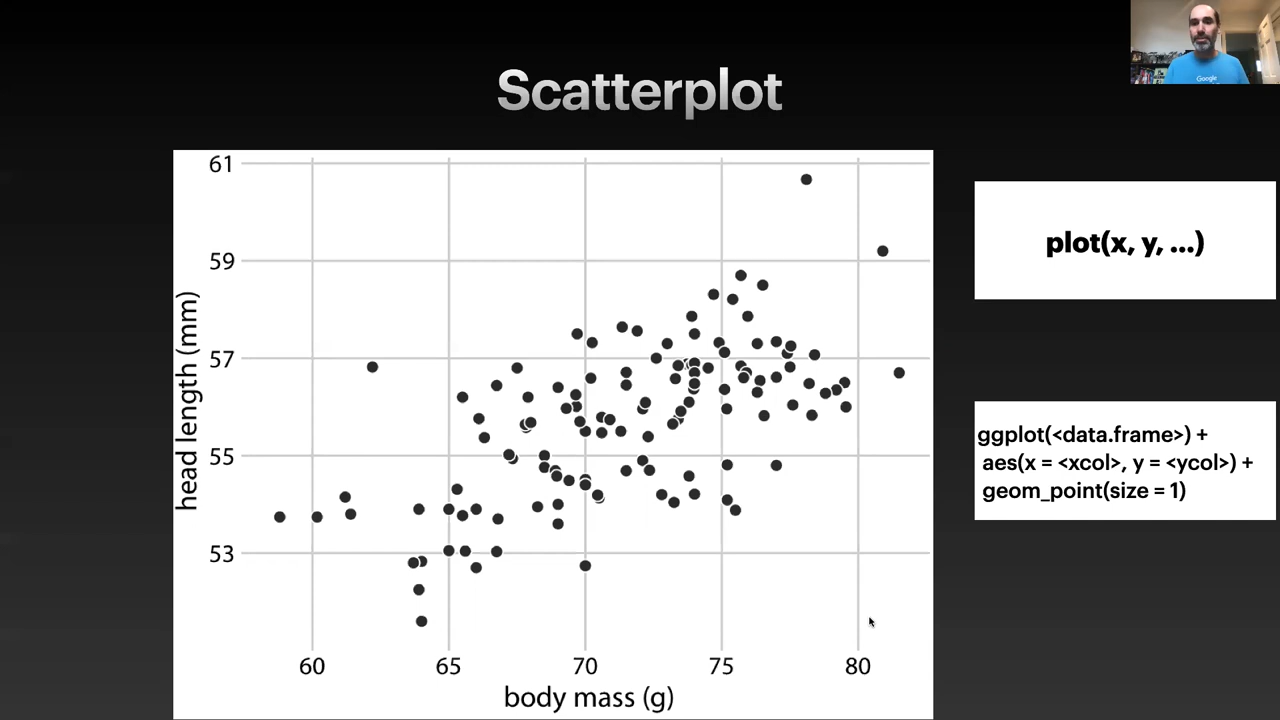 Google
Scatterplot
61
59
57
55
53
head length (mm)
60 65 70 75 80
body mass (g)
plot(x, y, ...)
ggplot(<data.frame>) +
aes(x = <xcol>, y = <ycol>) +
geom_point(size = 1)